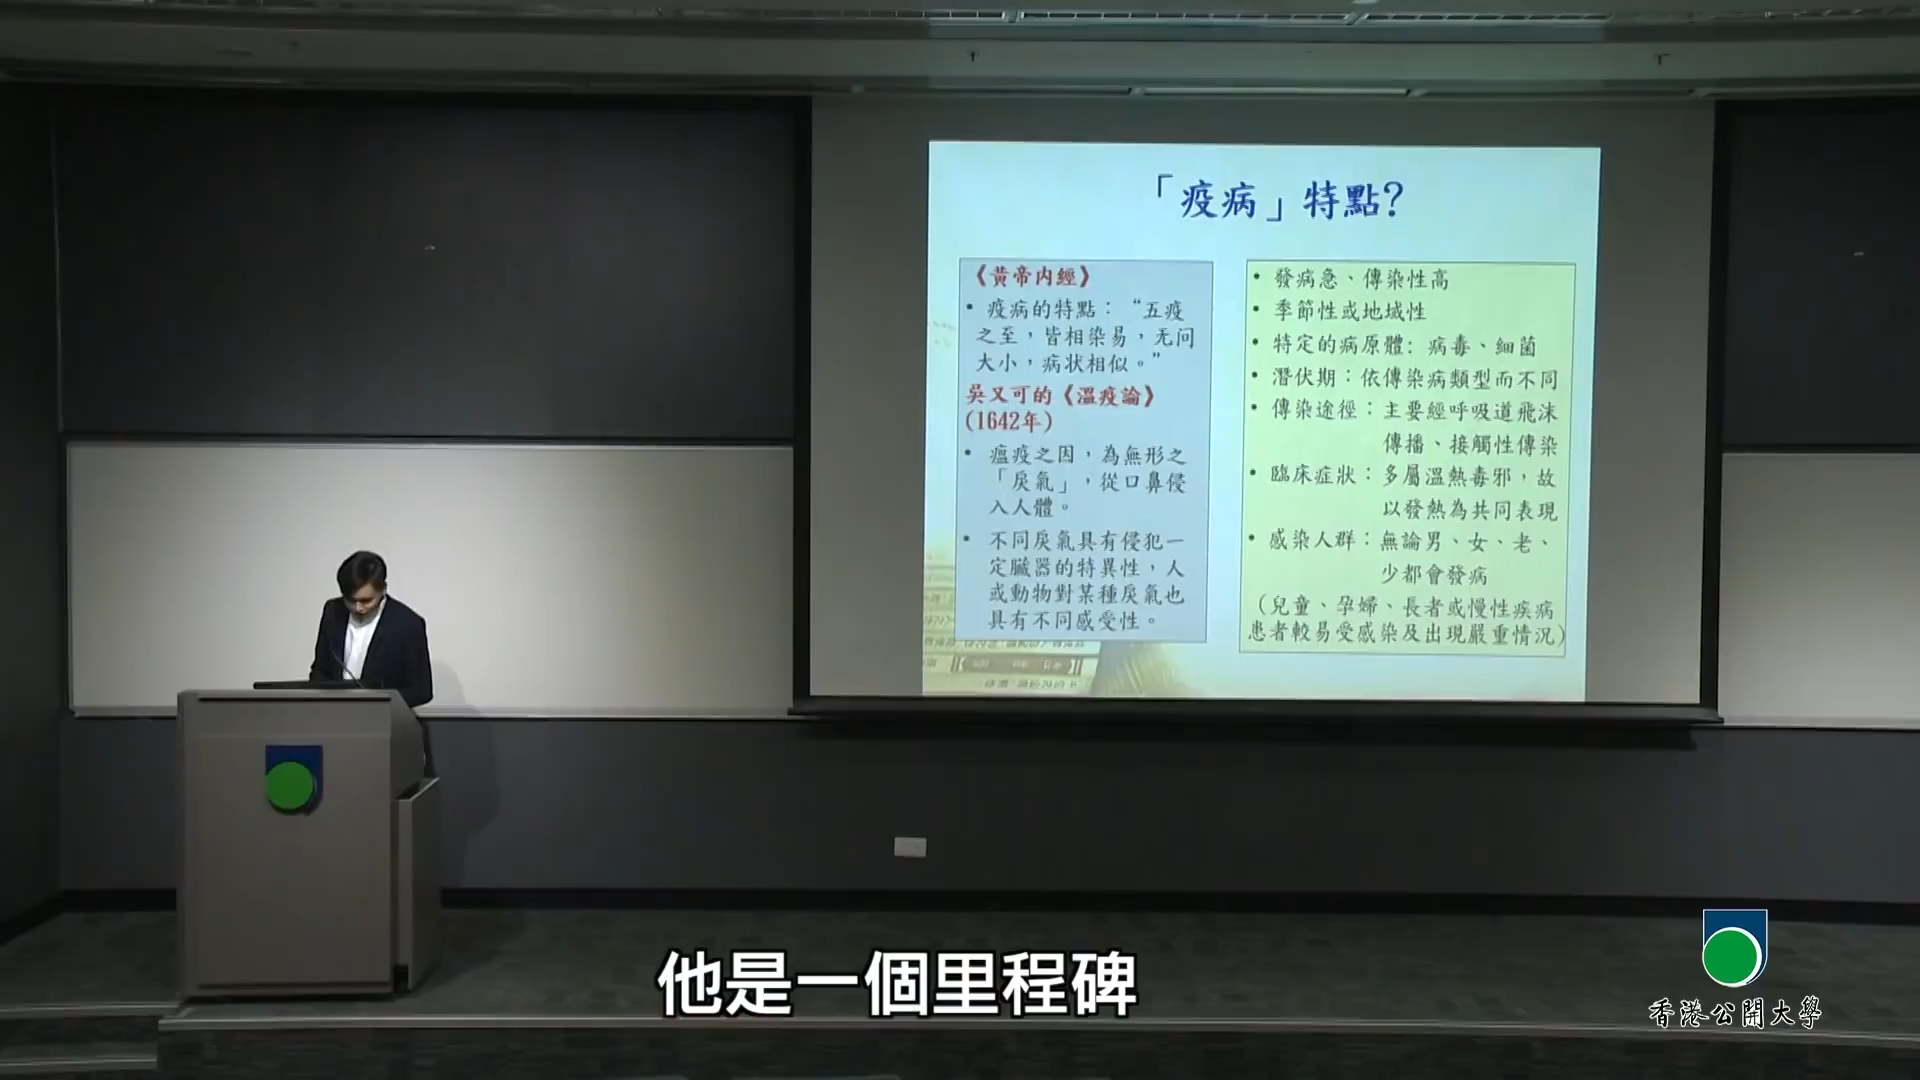 「疫病」特點?
《黃帝內經》
• 疫病的特點：“五疫
之至，皆相染易，无问
大小，病状相似。”
吳又可的《溫疫論》
(1642年)
• 瘟疫之因，為無形之
「戾氣」，從口鼻侵
入人體。
• 不同戾氣具有侵犯一
定臟器的特異性，人
或動物對某種戾氣也
具有不同感受性。
• 發病急、傳染性高
• 季節性或地域性
• 特定的病原體：病毒、細菌
• 潛伏期：依傳染病類型而不同
• 傳染途徑：主要經呼吸道飛沫
傳播、接觸性傳染
• 臨床症狀：多屬溫熱毒邪，故
以發熱為共同表現
• 感染人群：無論男、女、老、
少都會發病
（兒童、孕婦、長者或慢性疾病
患者較易受感染及出現嚴重情況）
他是一個里程碑
香港公開大學